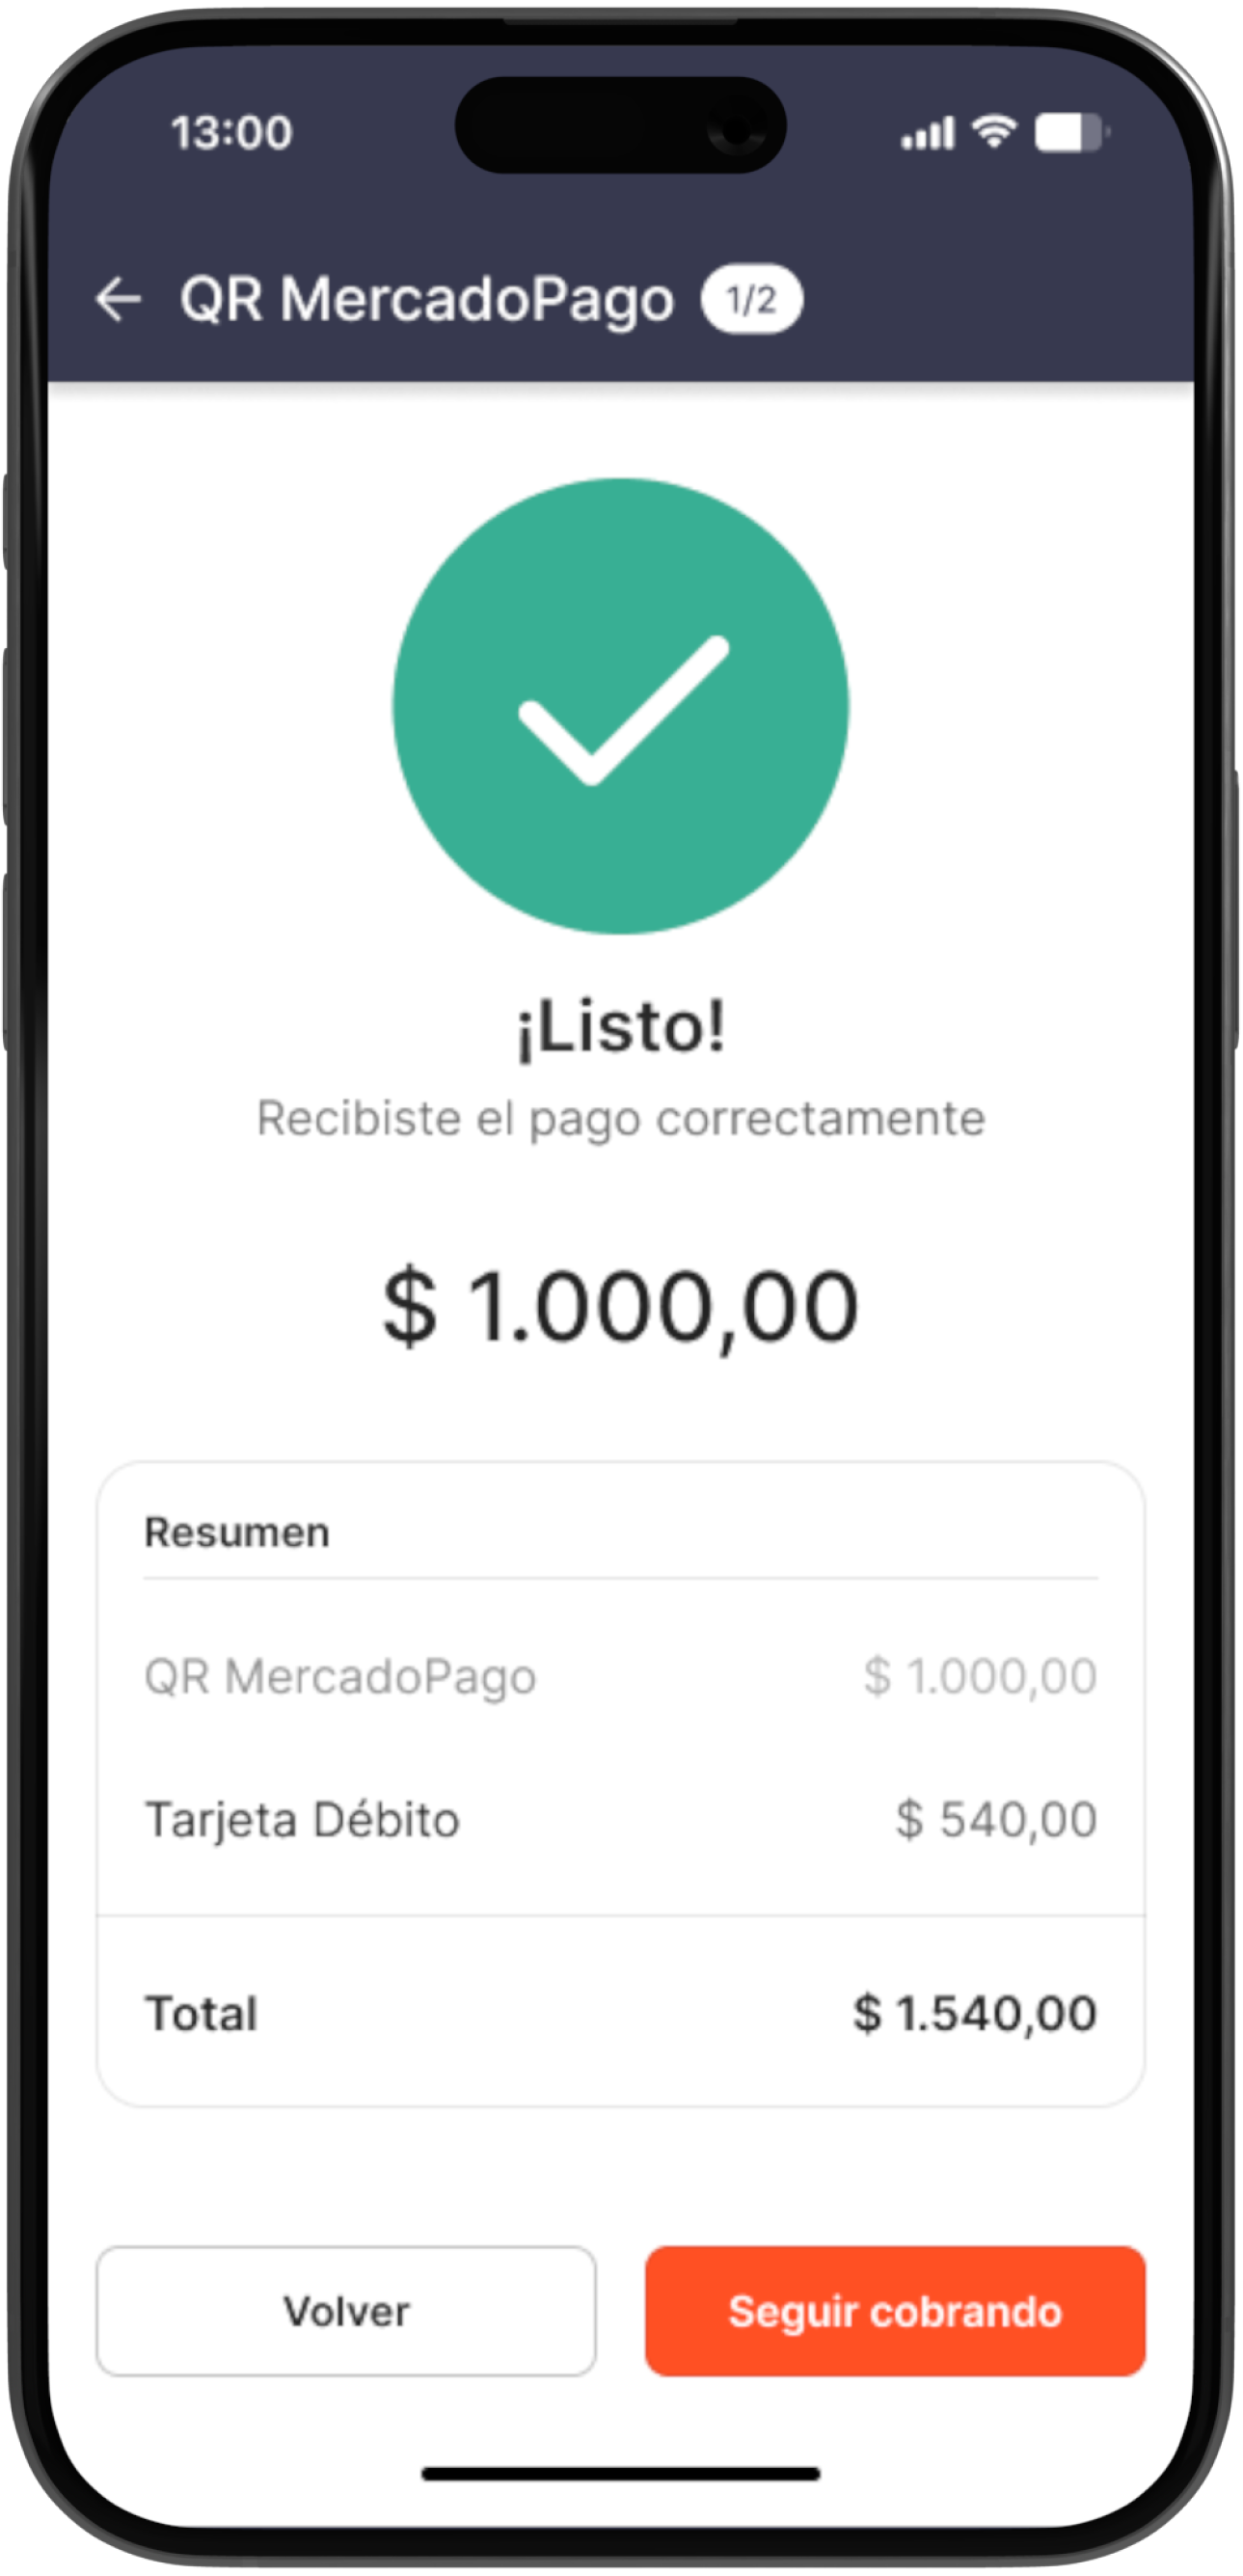 13:00
QR MercadoPago 1/2
¡Listo!
Recibiste el pago correctamente
$ 1.000,00
Resumen
QR MercadoPago $ 1.000,00
Tarjeta Débito $ 540,00
Total $ 1.540,00
Volver Seguir cobrando